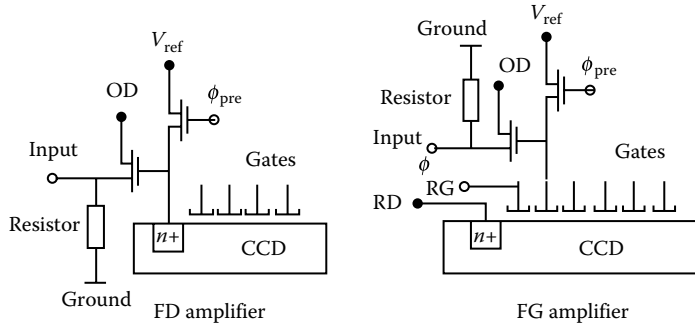 V_ref
OD
ϕ_pre
Input
Gates
Resistor
n+
CCD
Ground
FD amplifier
Ground
V_ref
OD
ϕ_pre
Resistor
Input
ϕ
Gates
RG
RD
n+
CCD
FG amplifier